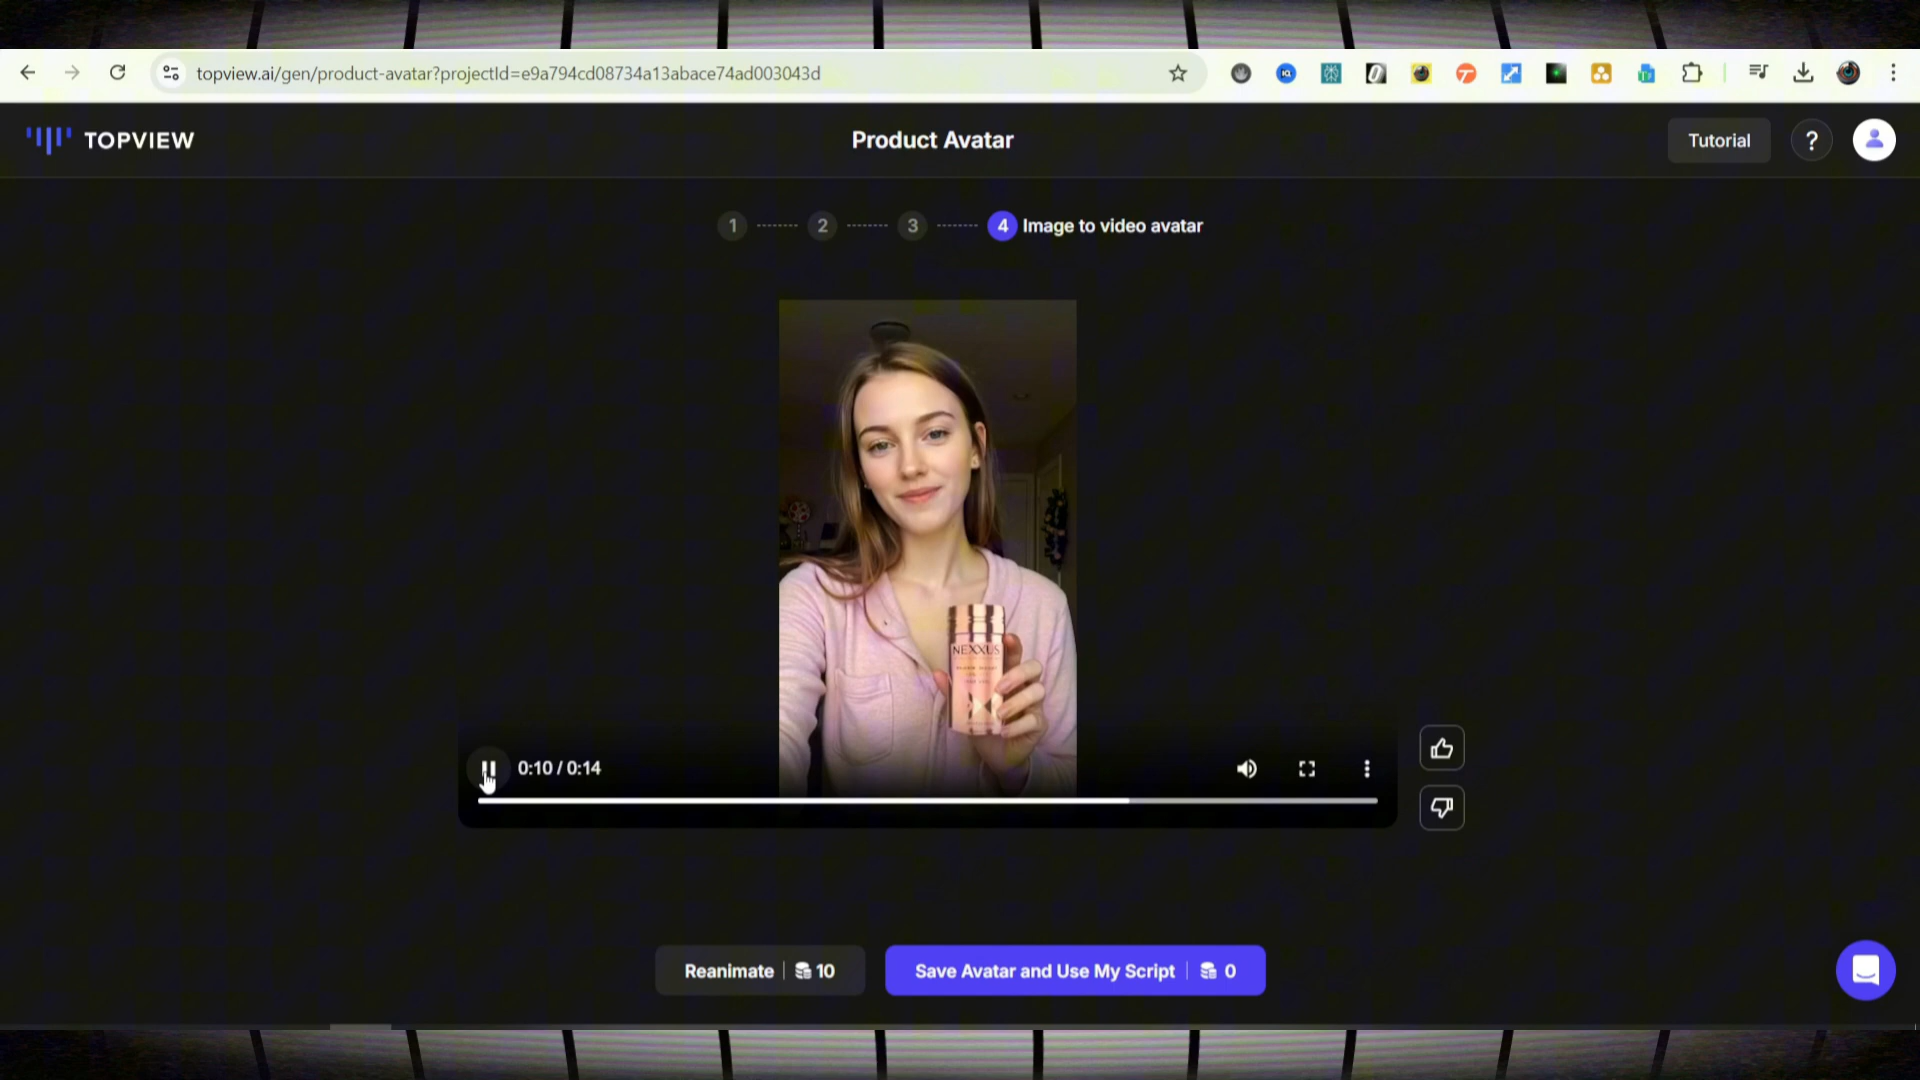 topview.ai/gen/product-avatar?projectId=e9a794cd08734a13abace74ad003043d
TOPVIEW
Product Avatar
Tutorial
?
1
2
3
4 Image to video avatar
NEXXUS
0:10 / 0:14
Reanimate 10
Save Avatar and Use My Script 0